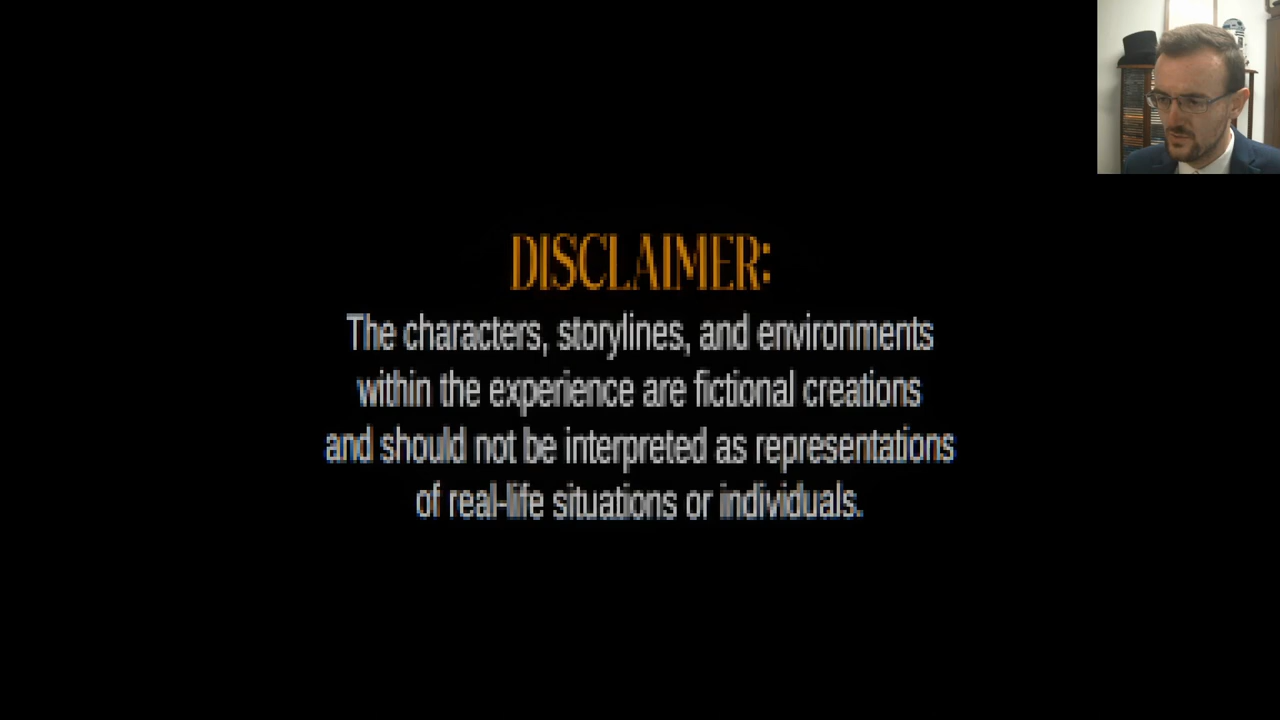 DISCLAIMER:
The characters, storylines, and environments
within the experience are fictional creations
and should not be interpreted as representations
of real-life situations or individuals.